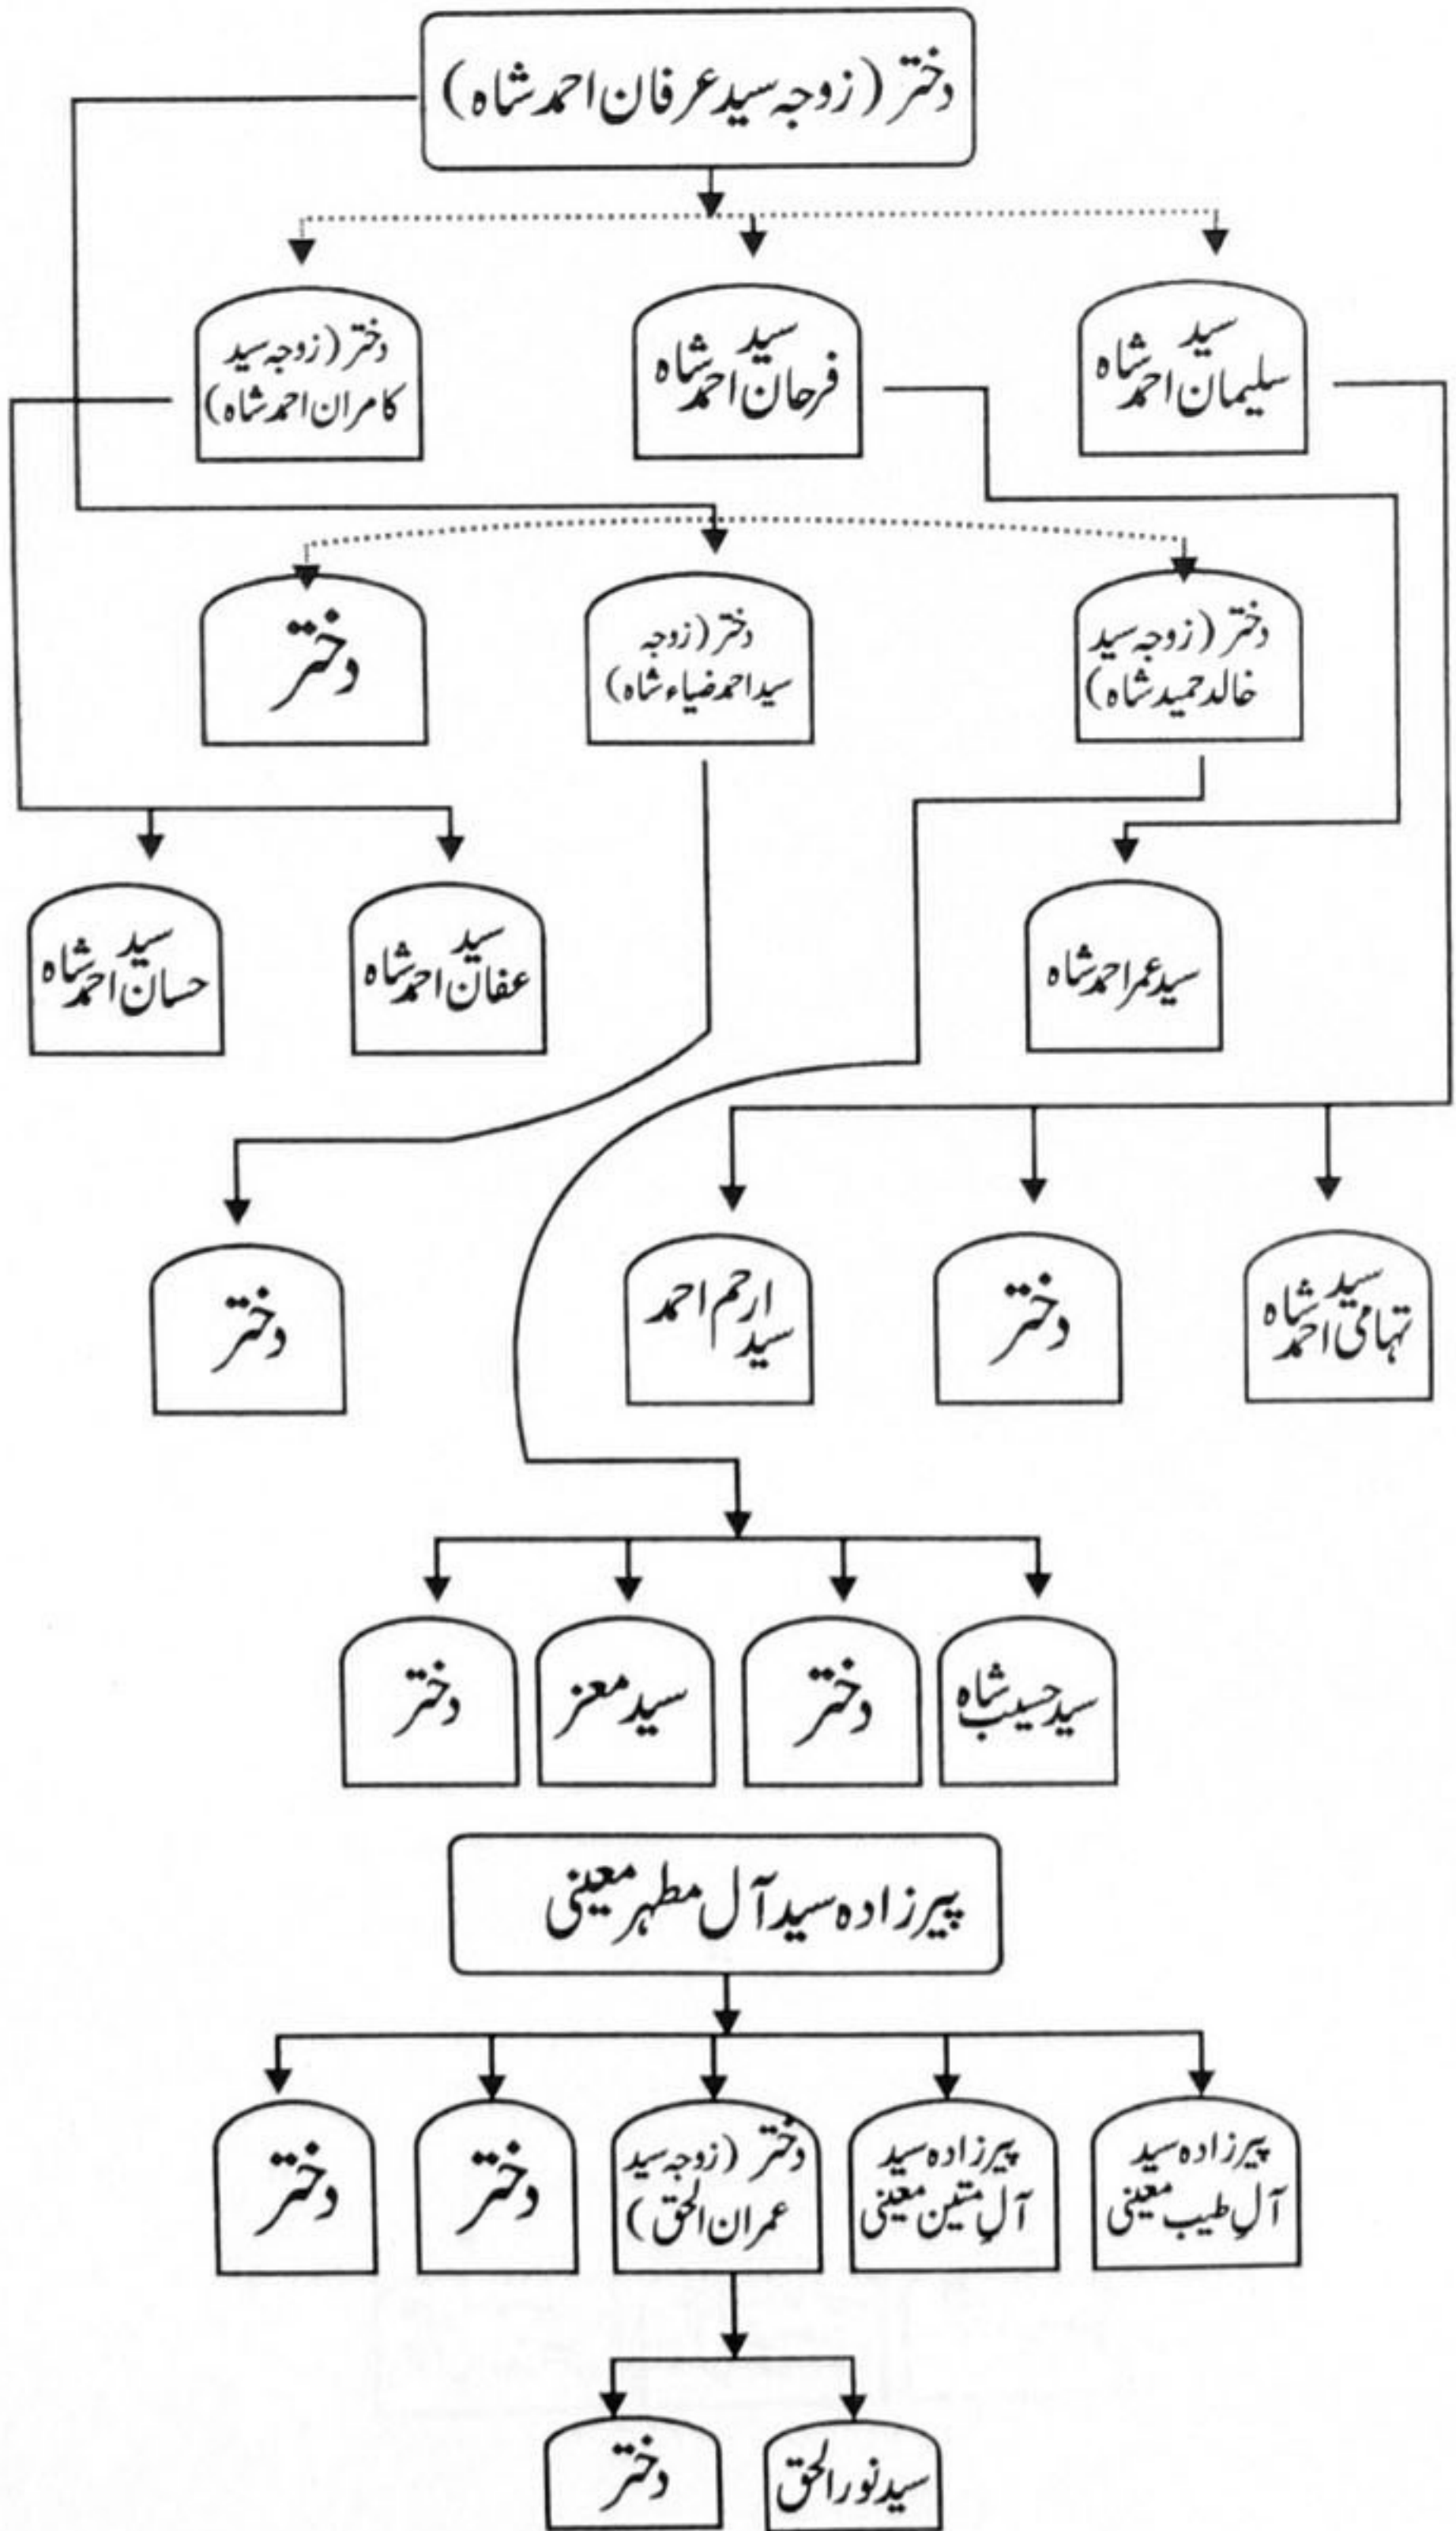 دختر (زوجہ سید عرفان احمد شاہ)
سید
سلیمان احمد شاہ
سید
فرحان احمد شاہ
دختر (زوجہ سید
کامران احمد شاہ)
دختر (زوجہ سید
خالد حمید شاہ)
دختر (زوجہ
سید احمد ضیاء شاہ)
دختر
سید عمر احمد شاہ
سید
عفان احمد شاہ
سید
حسان احمد شاہ
سید
تہامی احمد شاہ
دختر
سید ارحم احمد
دختر
سید حسیب شاہ
دختر
سید معز
دختر
پیرزادہ سید آل مطہر معینی
پیرزادہ سید
آلِ طیب معینی
پیرزادہ سید
آلِ متین معینی
دختر (زوجہ سید
عمران الحق)
دختر
دختر
سید نور الحق
دختر